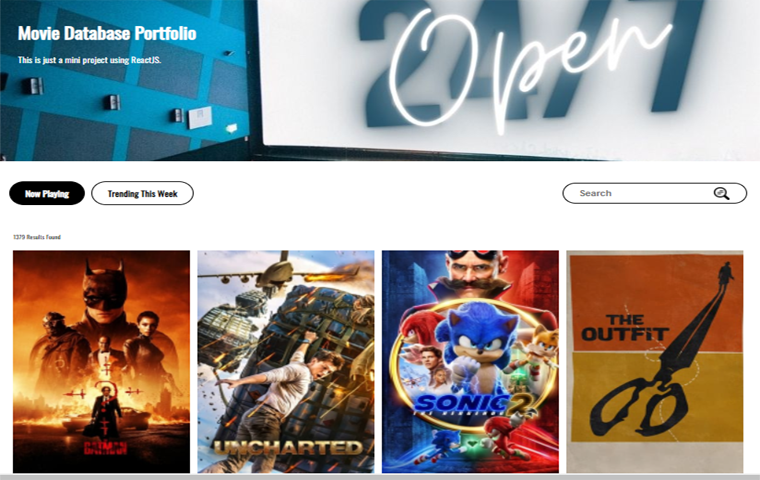 24/7
Open
Movie Database Portfolio
This is just a mini project using ReactJS.
Now Playing
Trending This Week
Search
1379 Results Found
THE
OUTFIT
BATMAN
UNCHARTED
SONIC 2